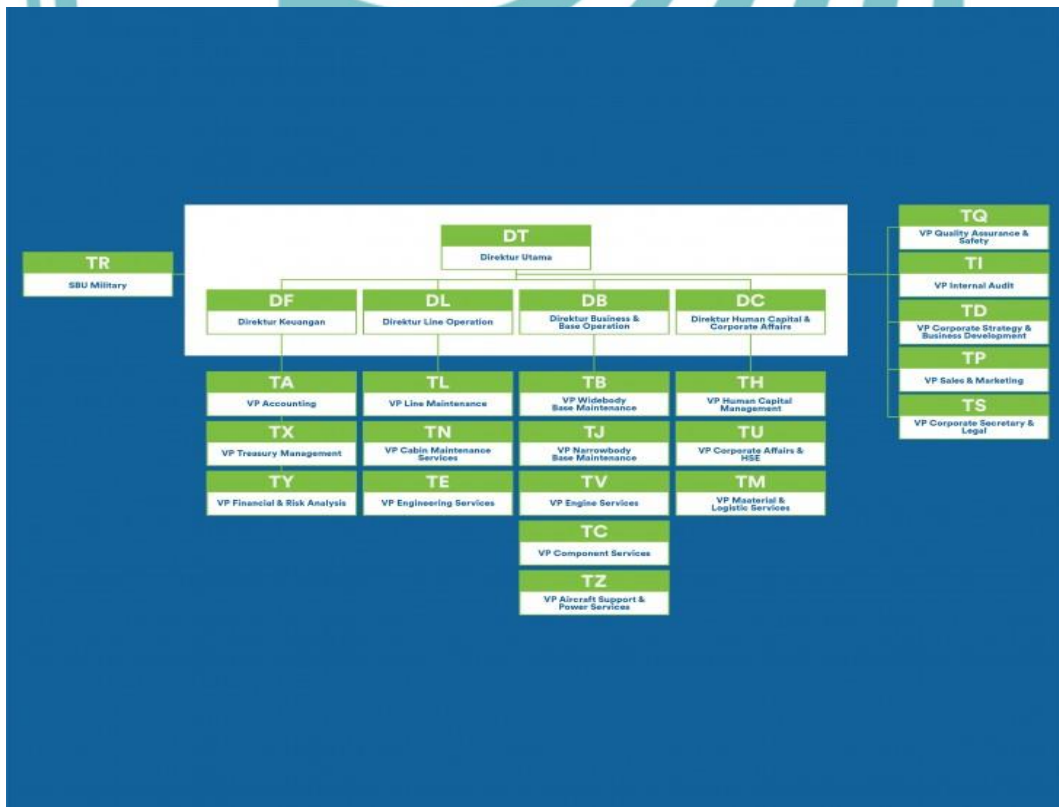 DT
Direktur Utama
TR
SBU Military
DF
Direktur Keuangan
DL
Direktur Line Operation
DB
Direktur Business &
Base Operation
DC
Direktur Human Capital &
Corporate Affairs
TA
VP Accounting
TX
VP Treasury Management
TY
VP Financial & Risk Analysis
TL
VP Line Maintenance
TN
VP Cabin Maintenance
Services
TE
VP Engineering Services
TB
VP Widebody
Base Maintenance
TJ
VP Narrowbody
Base Maintenance
TV
VP Engine Services
TC
VP Component Services
TZ
VP Aircraft Support &
Power Services
TH
VP Human Capital
Management
TU
VP Corporate Affairs &
HSE
TM
VP Maaterial &
Logistic Services
TQ
VP Quality Assurance &
Safety
TI
VP Internal Audit
TD
VP Corporate Strategy &
Business Development
TP
VP Sales & Marketing
TS
VP Corporate Secretary &
Legal